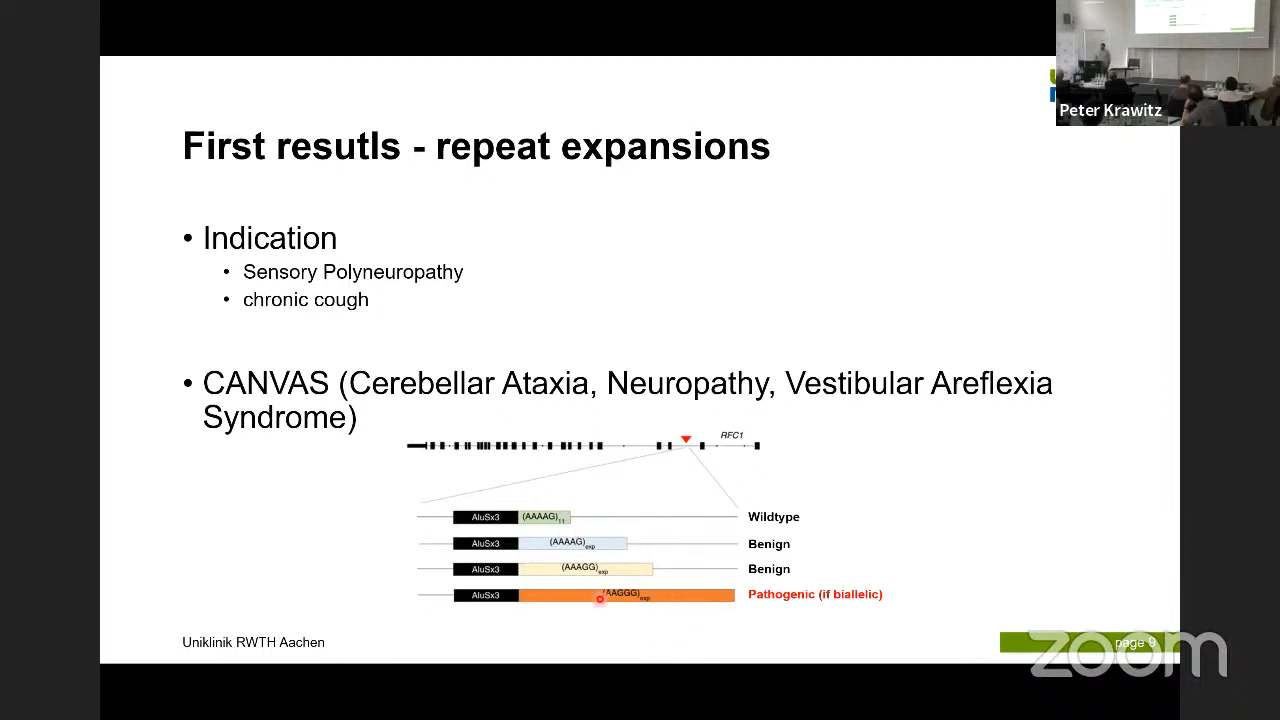 Peter Krawitz
First resutls - repeat expansions
• Indication
• Sensory Polyneuropathy
• chronic cough
• CANVAS (Cerebellar Ataxia, Neuropathy, Vestibular Areflexia
Syndrome)
RFC1
AluSx3 (AAAAG)11 Wildtype
AluSx3 (AAAAG)exp Benign
AluSx3 (AAAGG)exp Benign
AluSx3 (AAGGG)exp Pathogenic (if biallelic)
Uniklinik RWTH Aachen
page 9
zoom